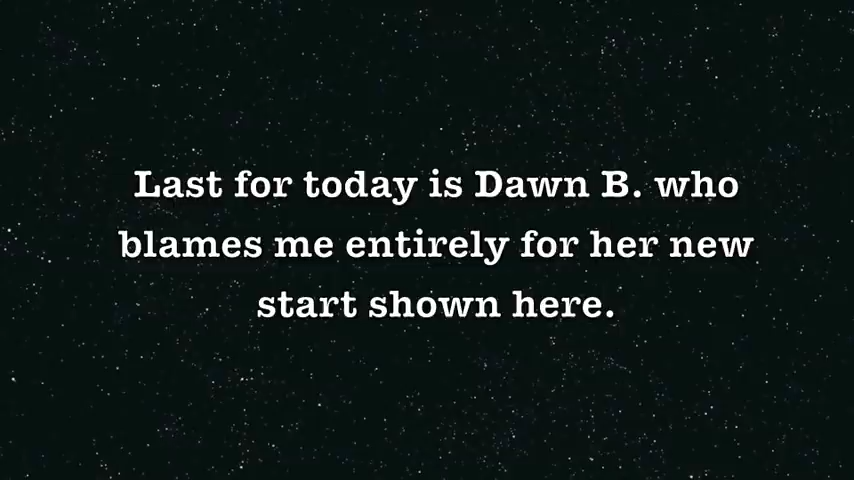 Last for today is Dawn B. who
blames me entirely for her new
start shown here.